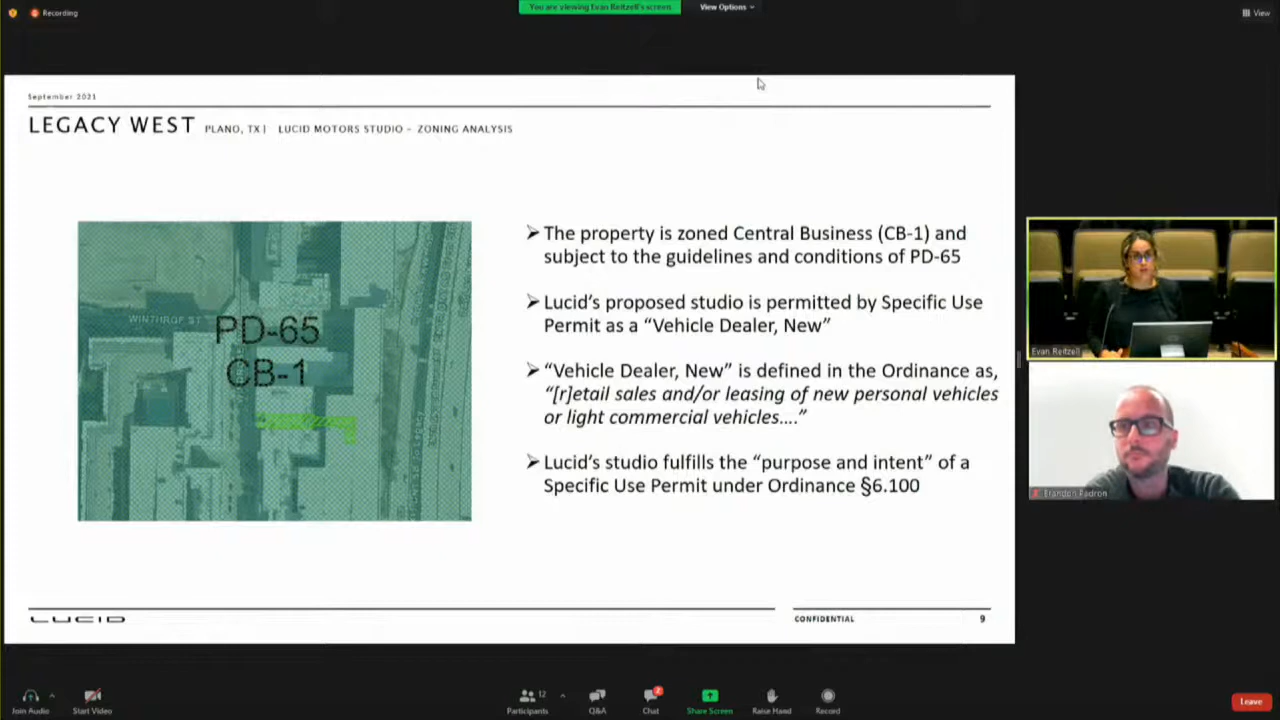 Recording
You are viewing Evan Reitzell's screen
View Options
View
September 2021
LEGACY WEST PLANO, TX | LUCID MOTORS STUDIO – ZONING ANALYSIS
WINTHROP ST
PD-65
CB-1
➢ The property is zoned Central Business (CB-1) and
subject to the guidelines and conditions of PD-65
➢ Lucid's proposed studio is permitted by Specific Use
Permit as a “Vehicle Dealer, New”
➢ “Vehicle Dealer, New” is defined in the Ordinance as,
“[r]etail sales and/or leasing of new personal vehicles
or light commercial vehicles....”
➢ Lucid's studio fulfills the “purpose and intent” of a
Specific Use Permit under Ordinance §6.100
LUCID
CONFIDENTIAL
9
Evan Reitzell
Brandon Padron
Join Audio
Start Video
12
Participants
Q&A
2
Chat
Share Screen
Raise Hand
Record
Leave